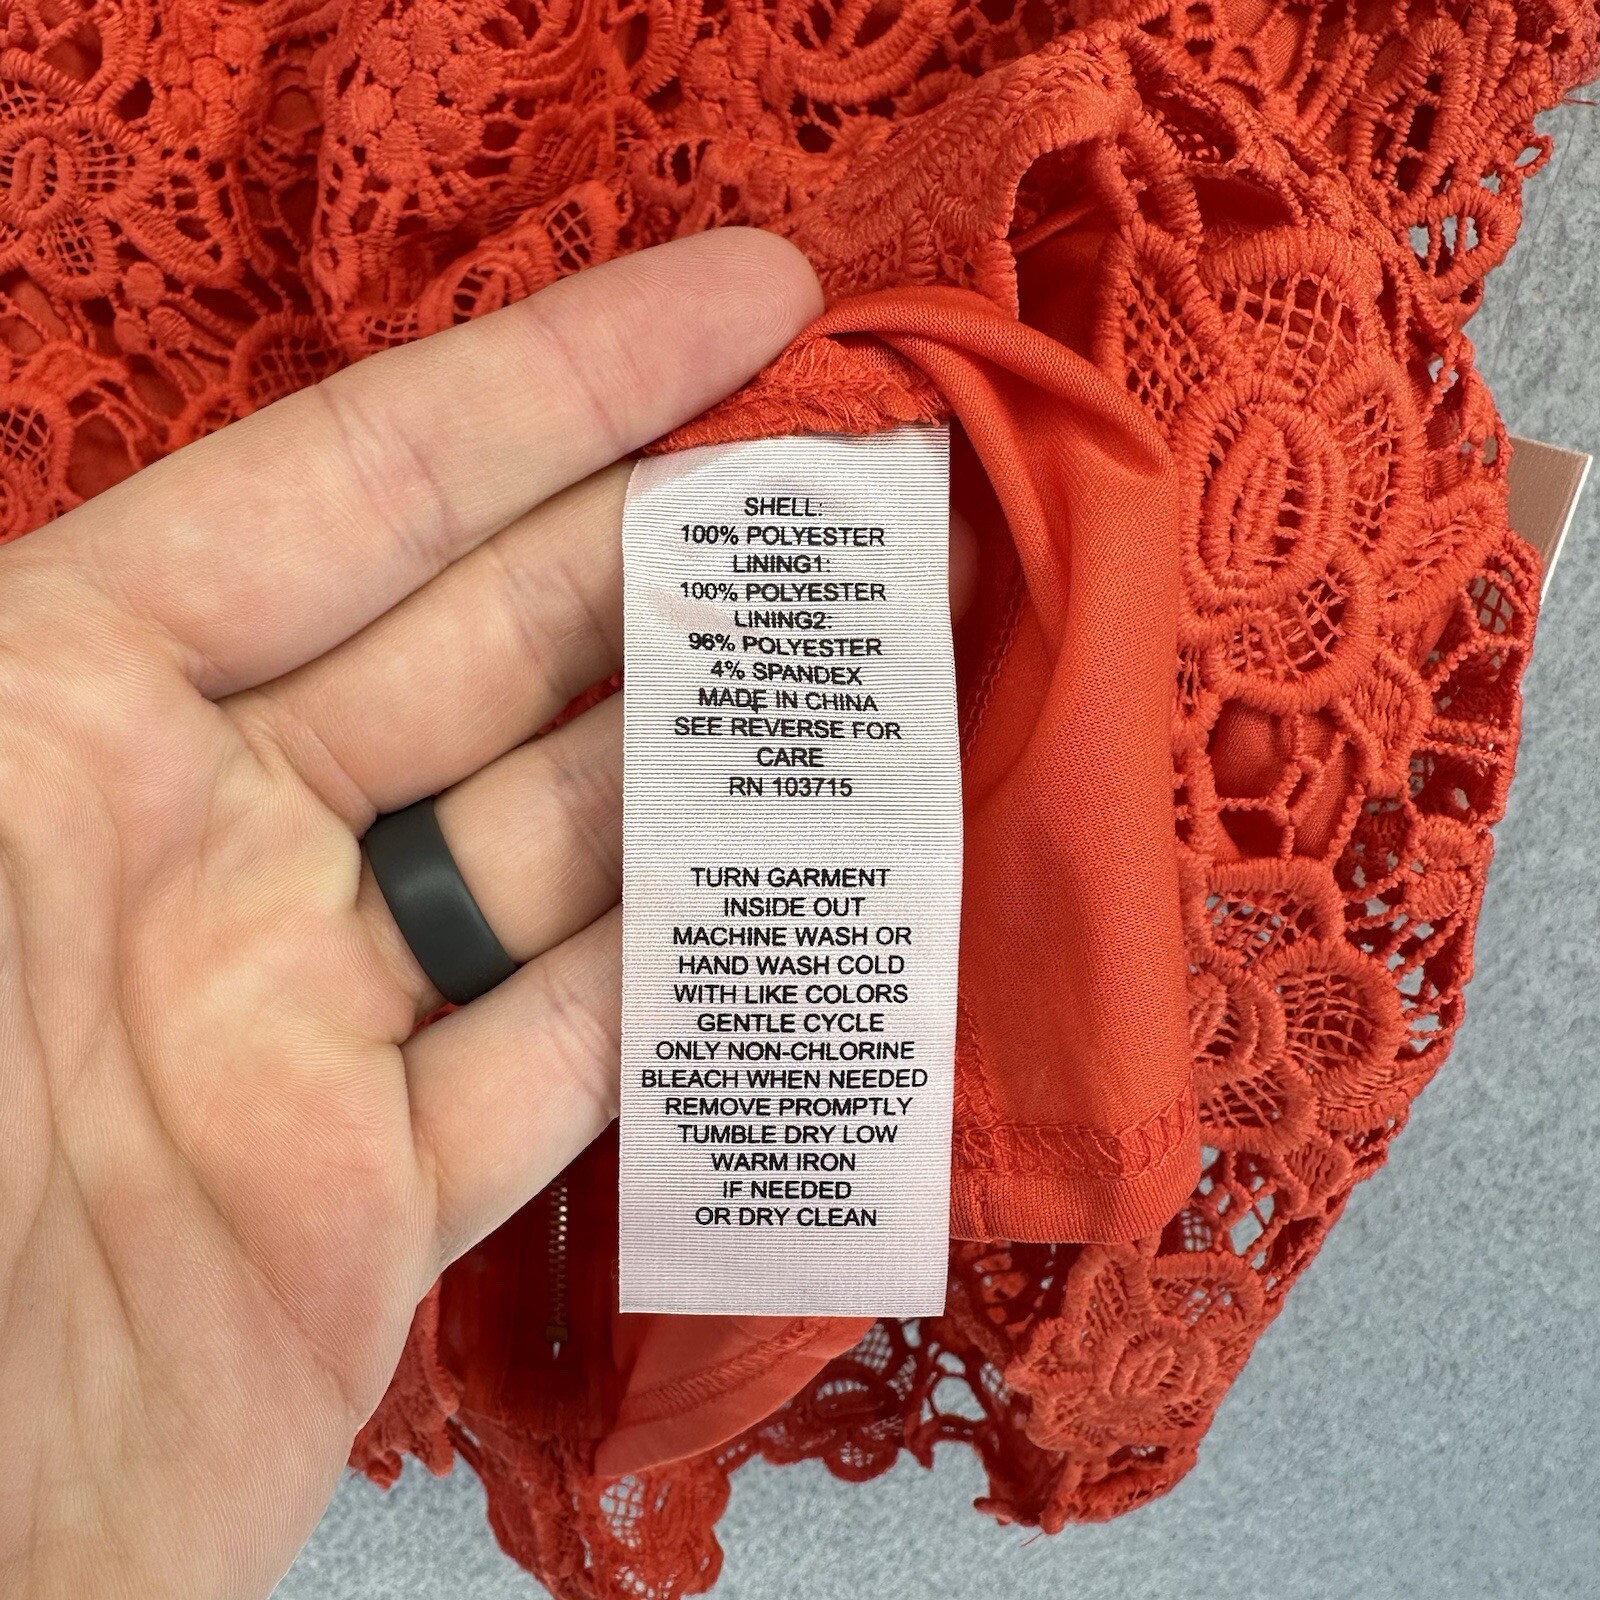 SHELL:
100% POLYESTER
LINING1:
100% POLYESTER
LINING2:
96% POLYESTER
4% SPANDEX
MADE IN CHINA
SEE REVERSE FOR
CARE
RN 103715
TURN GARMENT
INSIDE OUT
MACHINE WASH OR
HAND WASH COLD
WITH LIKE COLORS
GENTLE CYCLE
ONLY NON-CHLORINE
BLEACH WHEN NEEDED
REMOVE PROMPTLY
TUMBLE DRY LOW
WARM IRON
IF NEEDED
OR DRY CLEAN